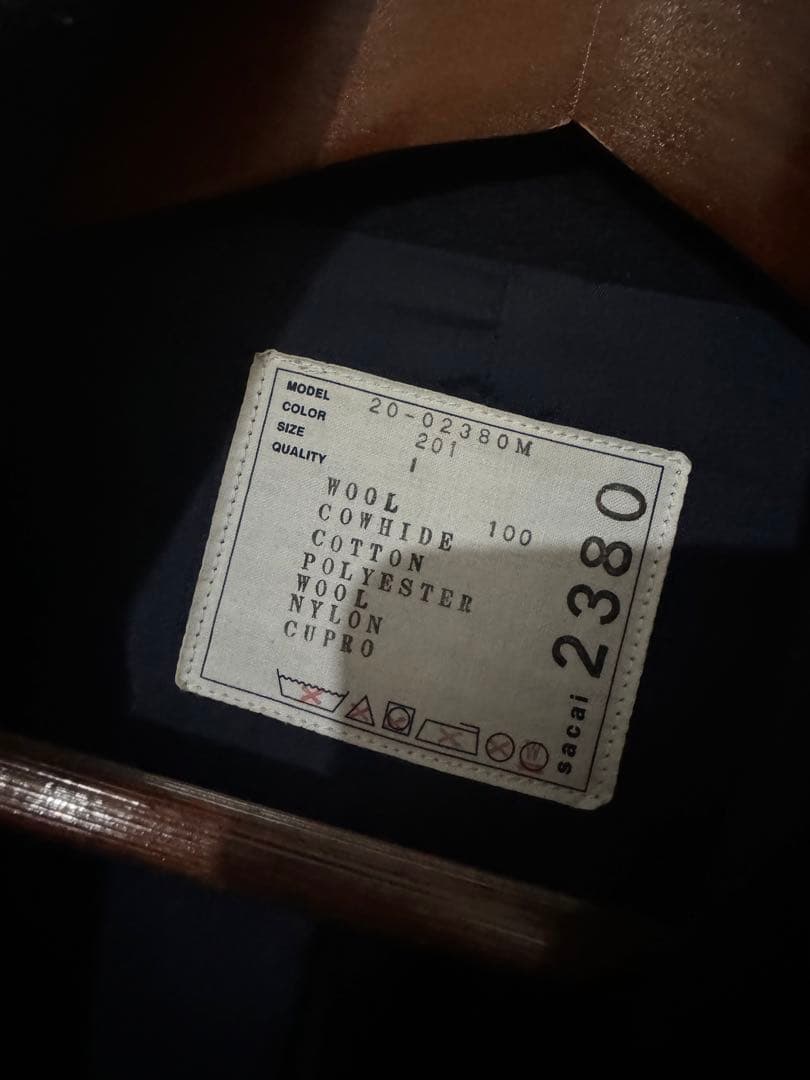 MODEL 20-02380M
COLOR 201
SIZE 1
QUALITY
WOOL 100
COWHIDE
COTTON
POLYESTER
WOOL
NYLON
CUPRO
W
sacai 2380